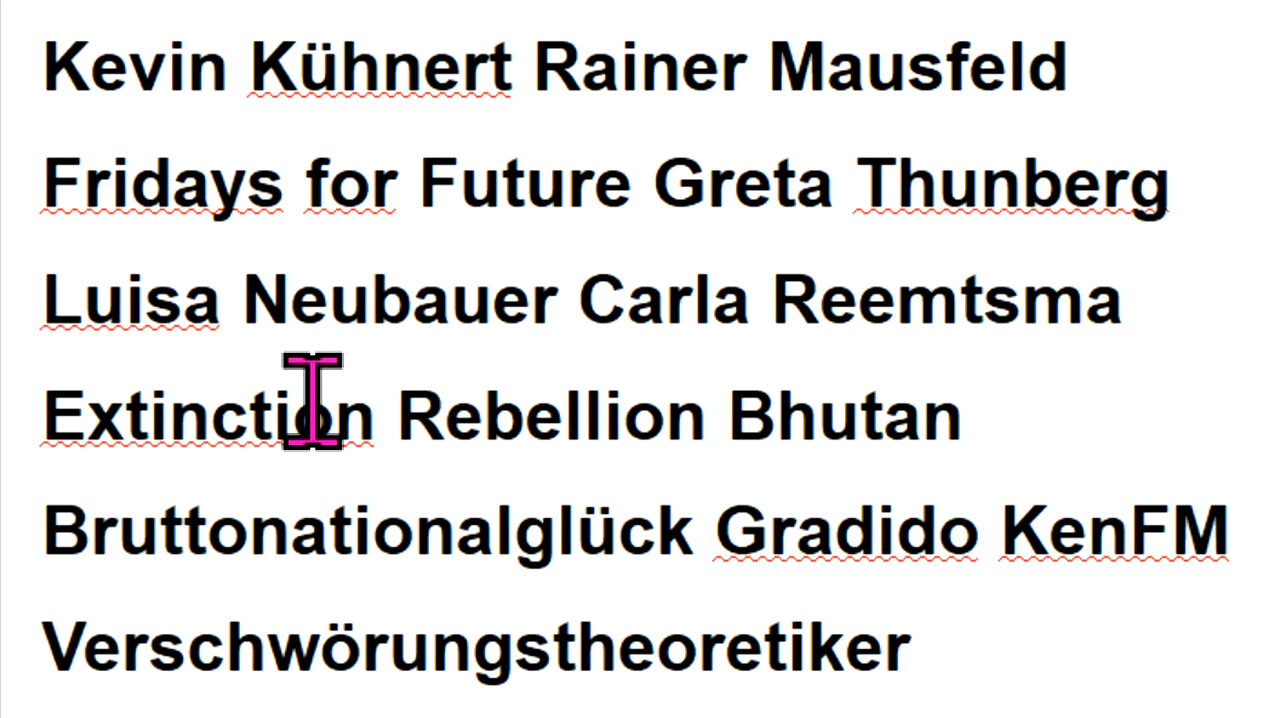 Kevin Kühnert Rainer Mausfeld
Fridays for Future Greta Thunberg
Luisa Neubauer Carla Reemtsma
Extinction Rebellion Bhutan
Bruttonationalglück Gradido KenFM
Verschwörungstheoretiker